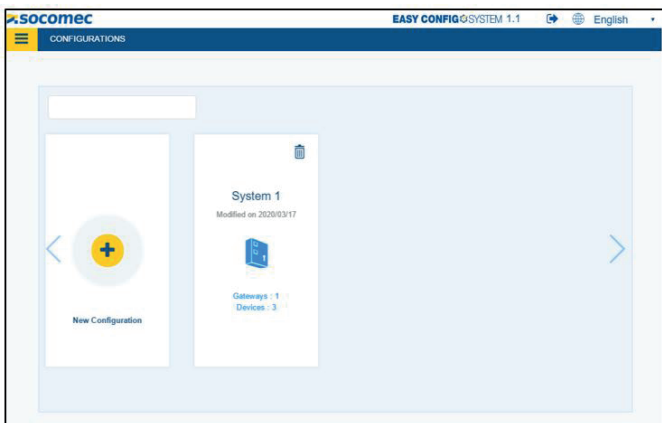 socomec
EASY CONFIG SYSTEM 1.1
English
CONFIGURATIONS
System 1
Modified on 2020/03/17
1
Gateways : 1
Devices : 3
New Configuration